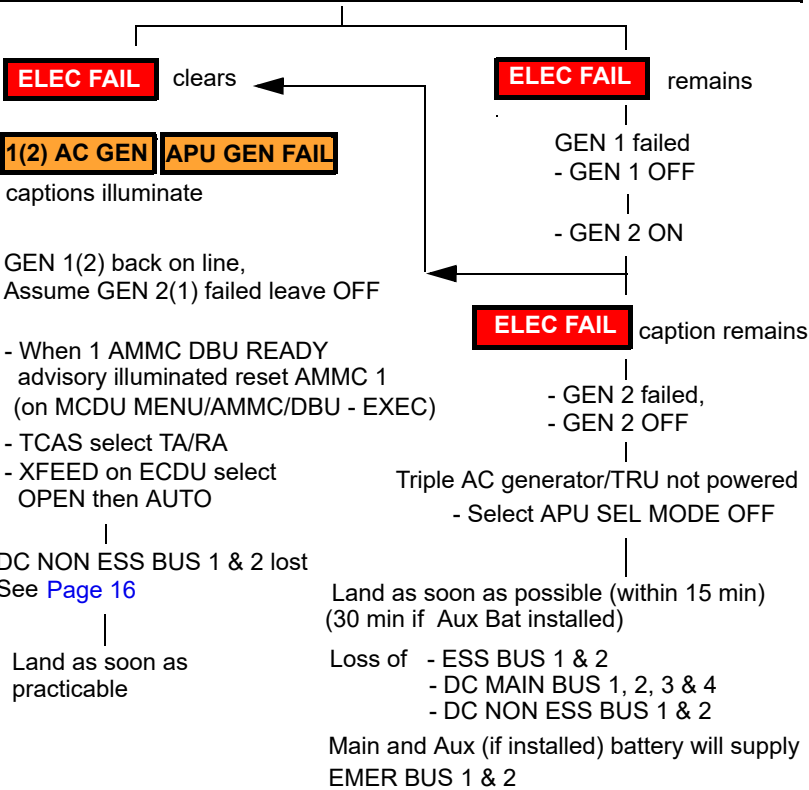 ELEC FAIL clears
1(2) AC GEN APU GEN FAIL
captions illuminate
GEN 1(2) back on line,
Assume GEN 2(1) failed leave OFF
- When 1 AMMC DBU READY
advisory illuminated reset AMMC 1
(on MCDU MENU/AMMC/DBU - EXEC)
- TCAS select TA/RA
- XFEED on ECDU select
OPEN then AUTO
DC NON ESS BUS 1 & 2 lost
See Page 16
Land as soon as
practicable
ELEC FAIL remains
GEN 1 failed
- GEN 1 OFF
- GEN 2 ON
ELEC FAIL caption remains
- GEN 2 failed,
- GEN 2 OFF
Triple AC generator/TRU not powered
- Select APU SEL MODE OFF
Land as soon as possible (within 15 min)
(30 min if Aux Bat installed)
Loss of - ESS BUS 1 & 2
- DC MAIN BUS 1, 2, 3 & 4
- DC NON ESS BUS 1 & 2
Main and Aux (if installed) battery will supply
EMER BUS 1 & 2